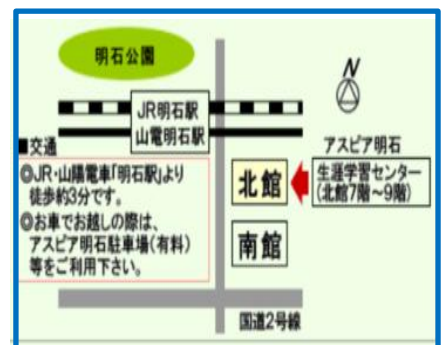 明石公園
N
JR明石駅
山電明石駅
■交通
◎JR・山陽電車「明石駅」より
徒歩約3分です。
◎お車でお越しの際は、
アスピア明石駐車場(有料)
等をご利用下さい。
アスピア明石
北館
生涯学習センター
(北館7階~9階)
南館
国道2号線